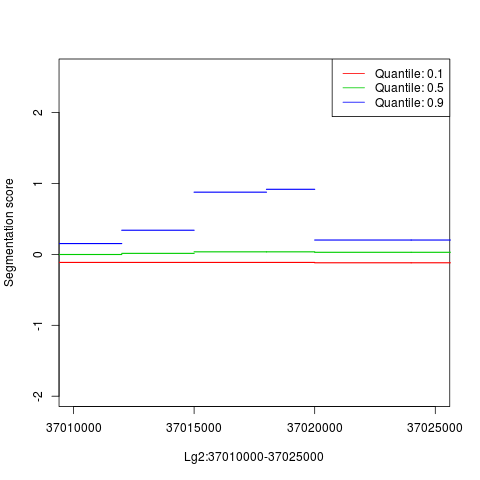 Quantile: 0.1
Quantile: 0.5
Quantile: 0.9
Segmentation score
2
1
0
-1
-2
37010000 37015000 37020000 37025000
Lg2:37010000-37025000